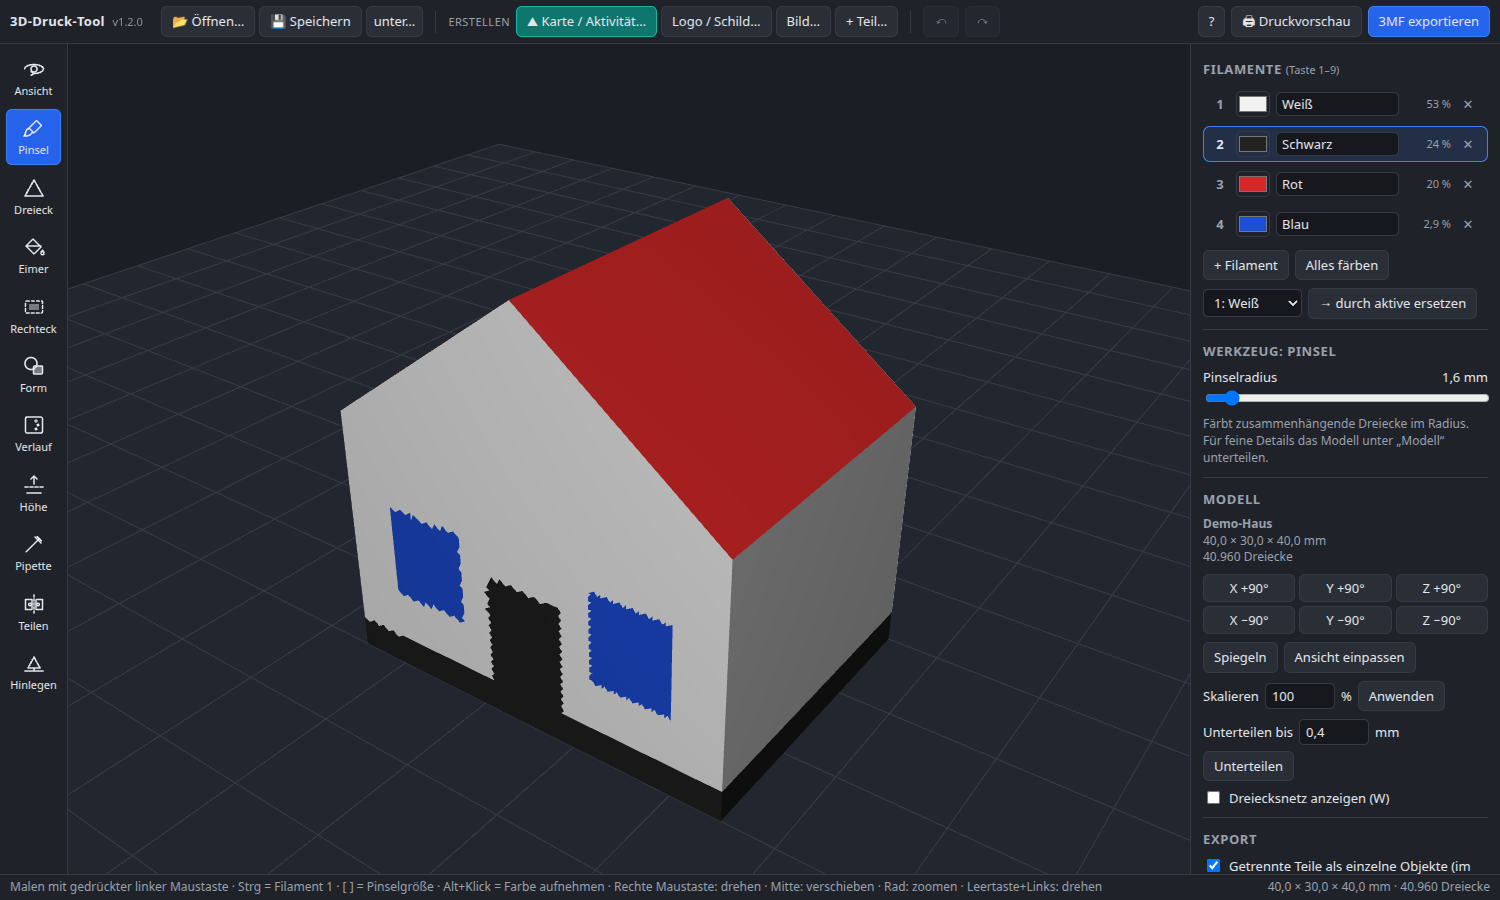 3D-Druck-Tool v1.2.0 Öffnen... Speichern unter... ERSTELLEN Karte / Aktivität... Logo / Schild... Bild... + Teil... ? Druckvorschau 3MF exportieren
Ansicht
Pinsel
Dreieck
Eimer
Rechteck
Form
Verlauf
Höhe
Pipette
Teilen
Hinlegen
FILAMENTE (Taste 1–9)
1 Weiß 53 % ✕
2 Schwarz 24 % ✕
3 Rot 20 % ✕
4 Blau 2,9 % ✕
+ Filament Alles färben
1: Weiß → durch aktive ersetzen
WERKZEUG: PINSEL
Pinselradius 1,6 mm
Färbt zusammenhängende Dreiecke im Radius.
Für feine Details das Modell unter „Modell“
unterteilen.
MODELL
Demo-Haus
40,0 × 30,0 × 40,0 mm
40.960 Dreiecke
X +90° Y +90° Z +90°
X −90° Y −90° Z −90°
Spiegeln Ansicht einpassen
Skalieren 100 % Anwenden
Unterteilen bis 0,4 mm
Unterteilen
Dreiecksnetz anzeigen (W)
EXPORT
Getrennte Teile als einzelne Objekte (im
Malen mit gedrückter linker Maustaste · Strg = Filament 1 · [ ] = Pinselgröße · Alt+Klick = Farbe aufnehmen · Rechte Maustaste: drehen · Mitte: verschieben · Rad: zoomen · Leertaste+Links: drehen 40,0 × 30,0 × 40,0 mm · 40.960 Dreiecke